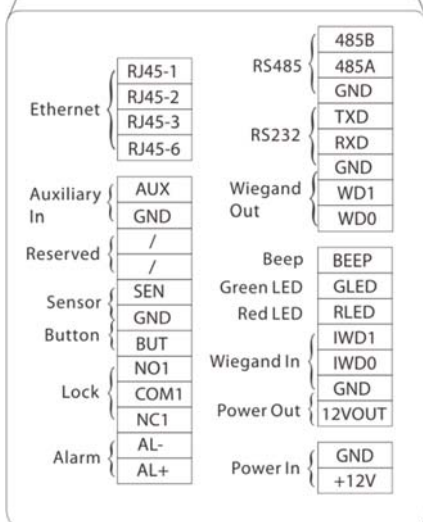 Ethernet
RJ45-1
RJ45-2
RJ45-3
RJ45-6
Auxiliary
In
AUX
GND
Reserved
/
/
Sensor
SEN
GND
Button
BUT
Lock
NO1
COM1
NC1
Alarm
AL-
AL+
RS485
485B
485A
GND
RS232
TXD
RXD
GND
Wiegand
Out
WD1
WD0
Beep
BEEP
Green LED
GLED
Red LED
RLED
Wiegand In
IWD1
IWD0
GND
Power Out
12VOUT
Power In
GND
+12V